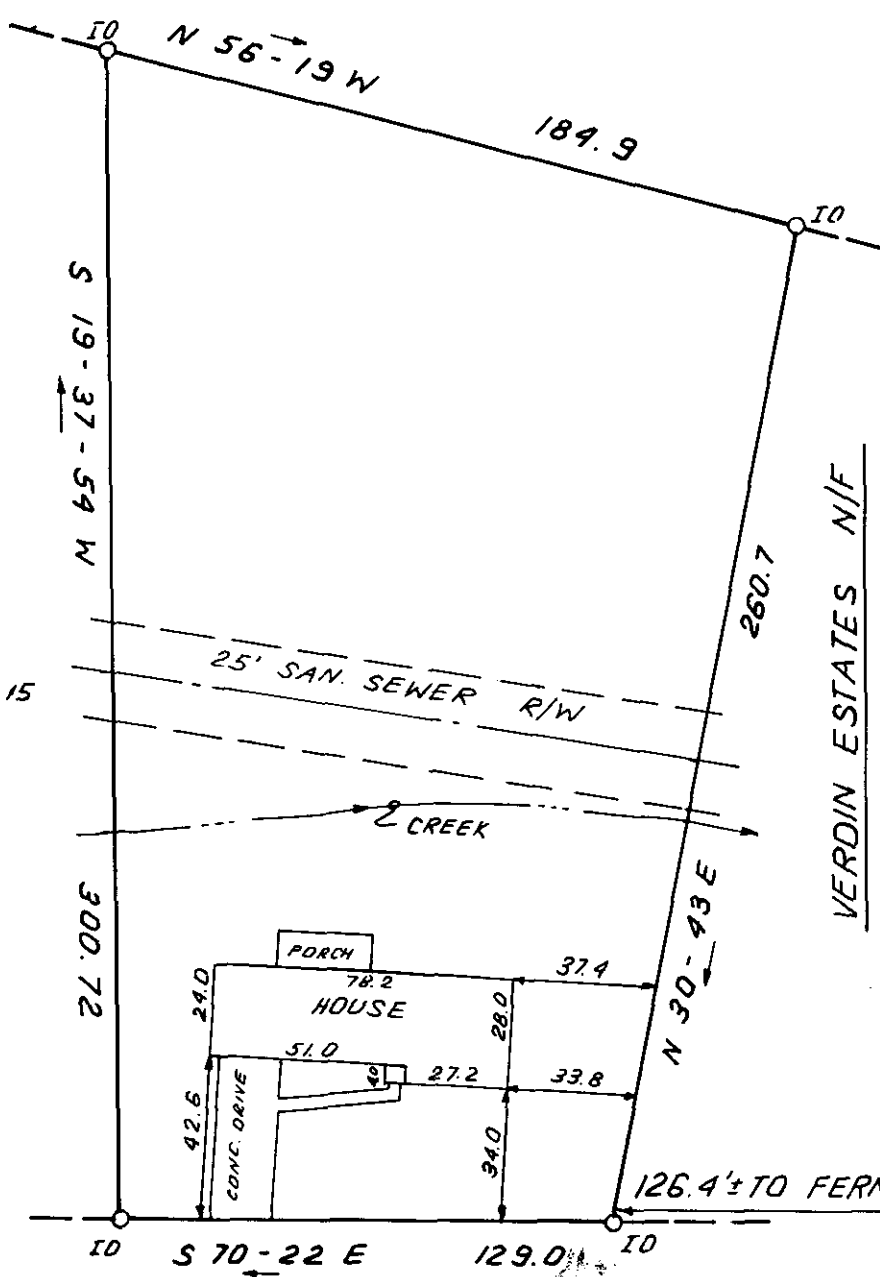 IO
N 56-19 W
184.9
IO
S 19-37-54 W
260.7
VERDIN ESTATES N/F
25' SAN. SEWER R/W
15
CREEK
300.72
N 30-43 E
PORCH
78.2
37.4
24.0
HOUSE
28.0
51.0
4.0
27.2
33.8
42.6
CONC. DRIVE
34.0
126.4'± TO FERN
IO
S 70-22 E
129.0
IO